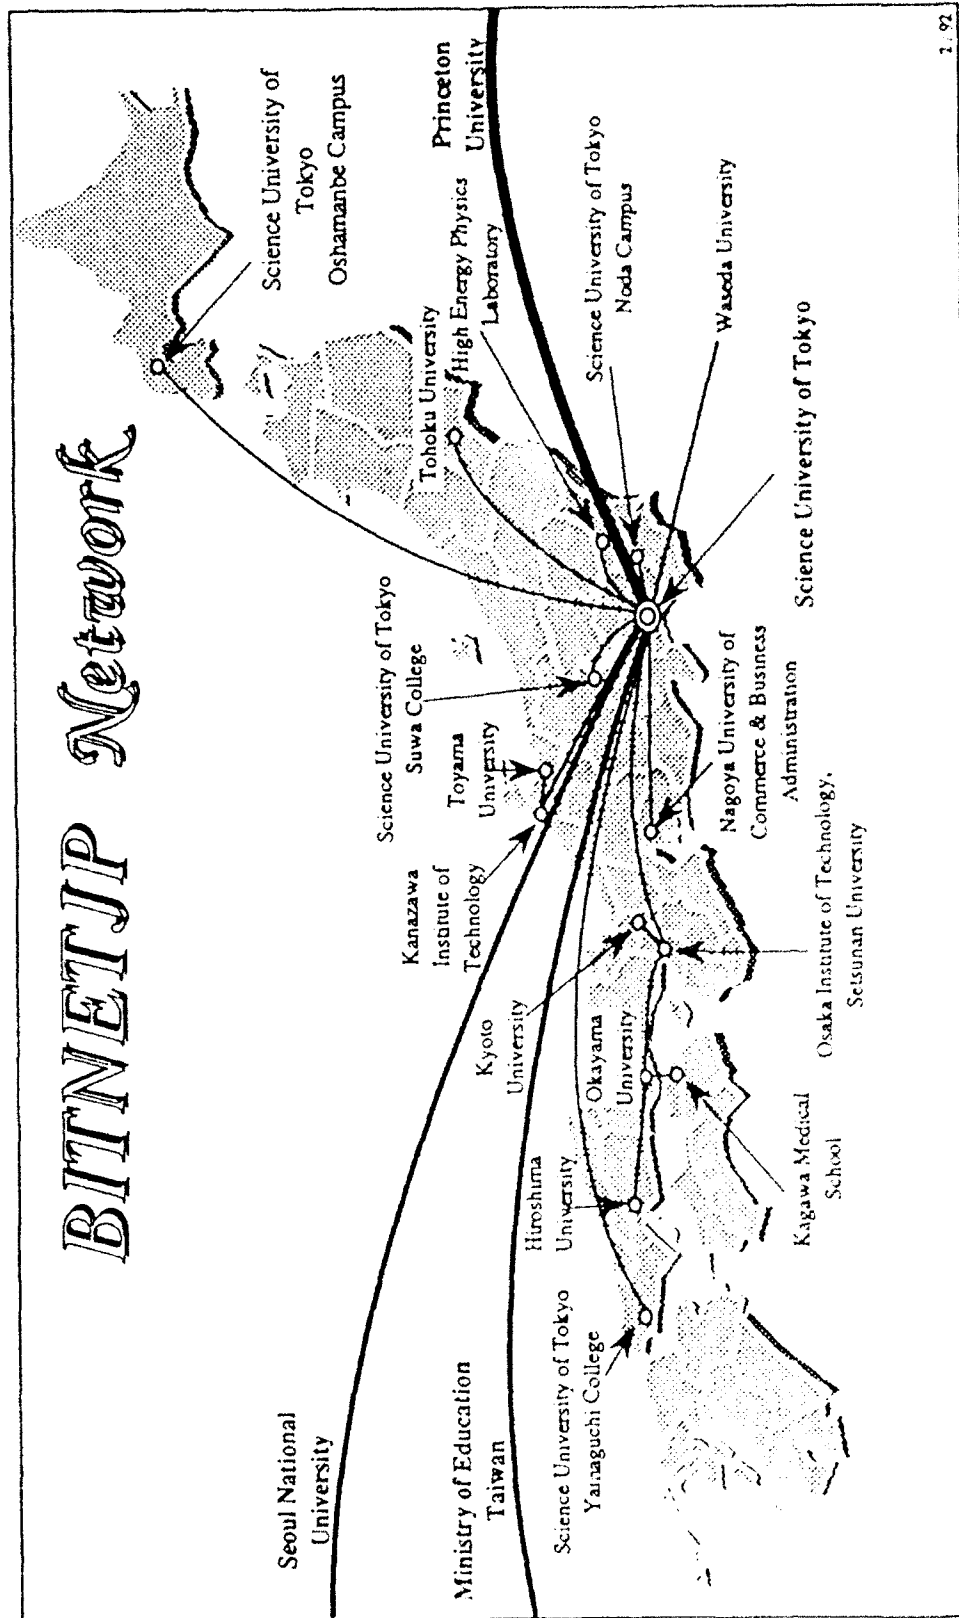 BITNETJP Network
Seoul National
University
Ministry of Education
Taiwan
Science University of Tokyo
Yamaguchi College
Hiroshima
University
Okayama
University
Kyoto
University
Kanazawa
Institute of
Technology
Toyama
University
Science University of Tokyo
Suwa College
Tohoku University
High Energy Physics
Laboratory
Princeton
University
Science University of
Tokyo
Oshamanbe Campus
Science University of Tokyo
Noda Campus
Waseda University
Science University of Tokyo
Nagoya University of
Commerce & Business
Administration
Osaka Institute of Technology,
Setsunan University
Kagawa Medical
School
2/92